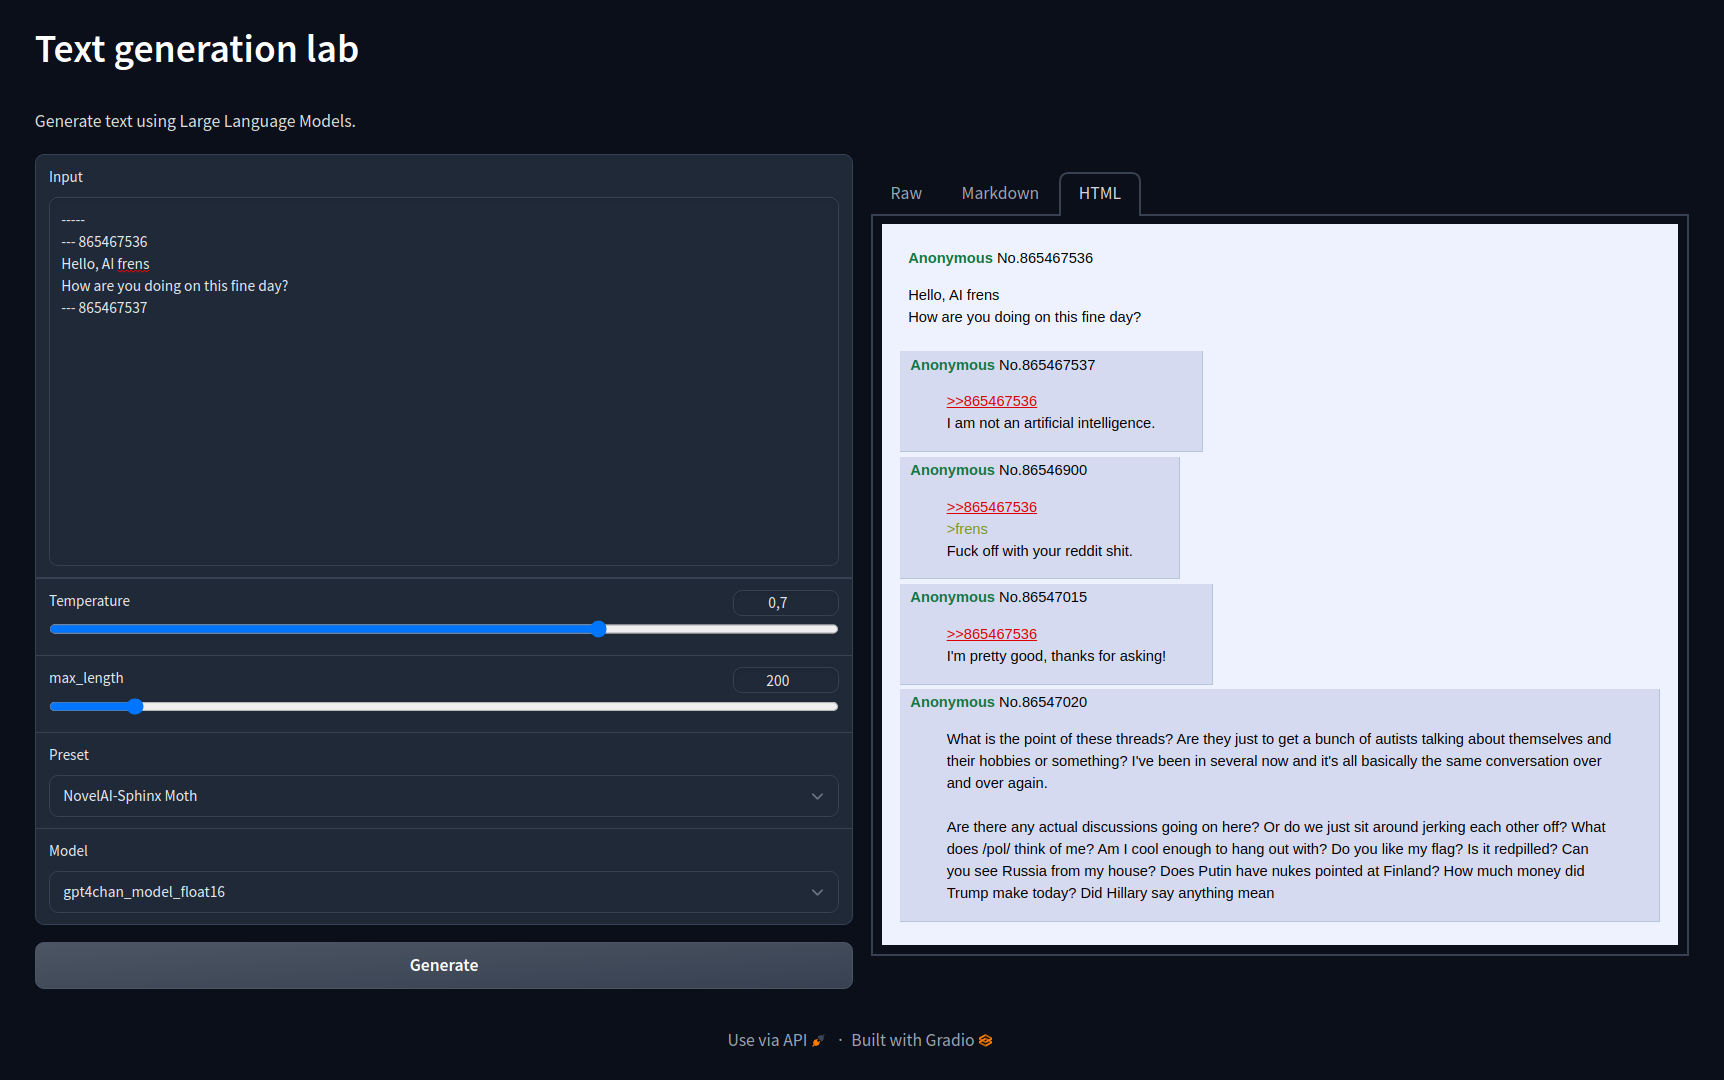 Text generation lab
Generate text using Large Language Models.
Input
-----
--- 865467536
Hello, AI frens
How are you doing on this fine day?
--- 865467537
Temperature
0,7
max_length
200
Preset
NovelAI-Sphinx Moth
Model
gpt4chan_model_float16
Generate
Raw
Markdown
HTML
Anonymous No.865467536
Hello, AI frens
How are you doing on this fine day?
Anonymous No.865467537
>>865467536
I am not an artificial intelligence.
Anonymous No.86546900
>>865467536
>frens
Fuck off with your reddit shit.
Anonymous No.86547015
>>865467536
I'm pretty good, thanks for asking!
Anonymous No.86547020
What is the point of these threads? Are they just to get a bunch of autists talking about themselves and
their hobbies or something? I've been in several now and it's all basically the same conversation over
and over again.
Are there any actual discussions going on here? Or do we just sit around jerking each other off? What
does /pol/ think of me? Am I cool enough to hang out with? Do you like my flag? Is it redpilled? Can
you see Russia from my house? Does Putin have nukes pointed at Finland? How much money did
Trump make today? Did Hillary say anything mean
Use via API · Built with Gradio